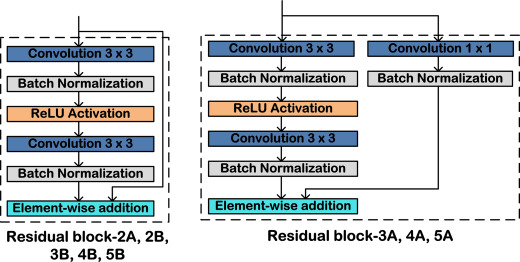 Convolution 3 x 3
Batch Normalization
ReLU Activation
Convolution 3 x 3
Batch Normalization
Element-wise addition
Residual block-2A, 2B,
3B, 4B, 5B
Convolution 3 x 3
Batch Normalization
ReLU Activation
Convolution 3 x 3
Batch Normalization
Element-wise addition
Convolution 1 x 1
Batch Normalization
Residual block-3A, 4A, 5A